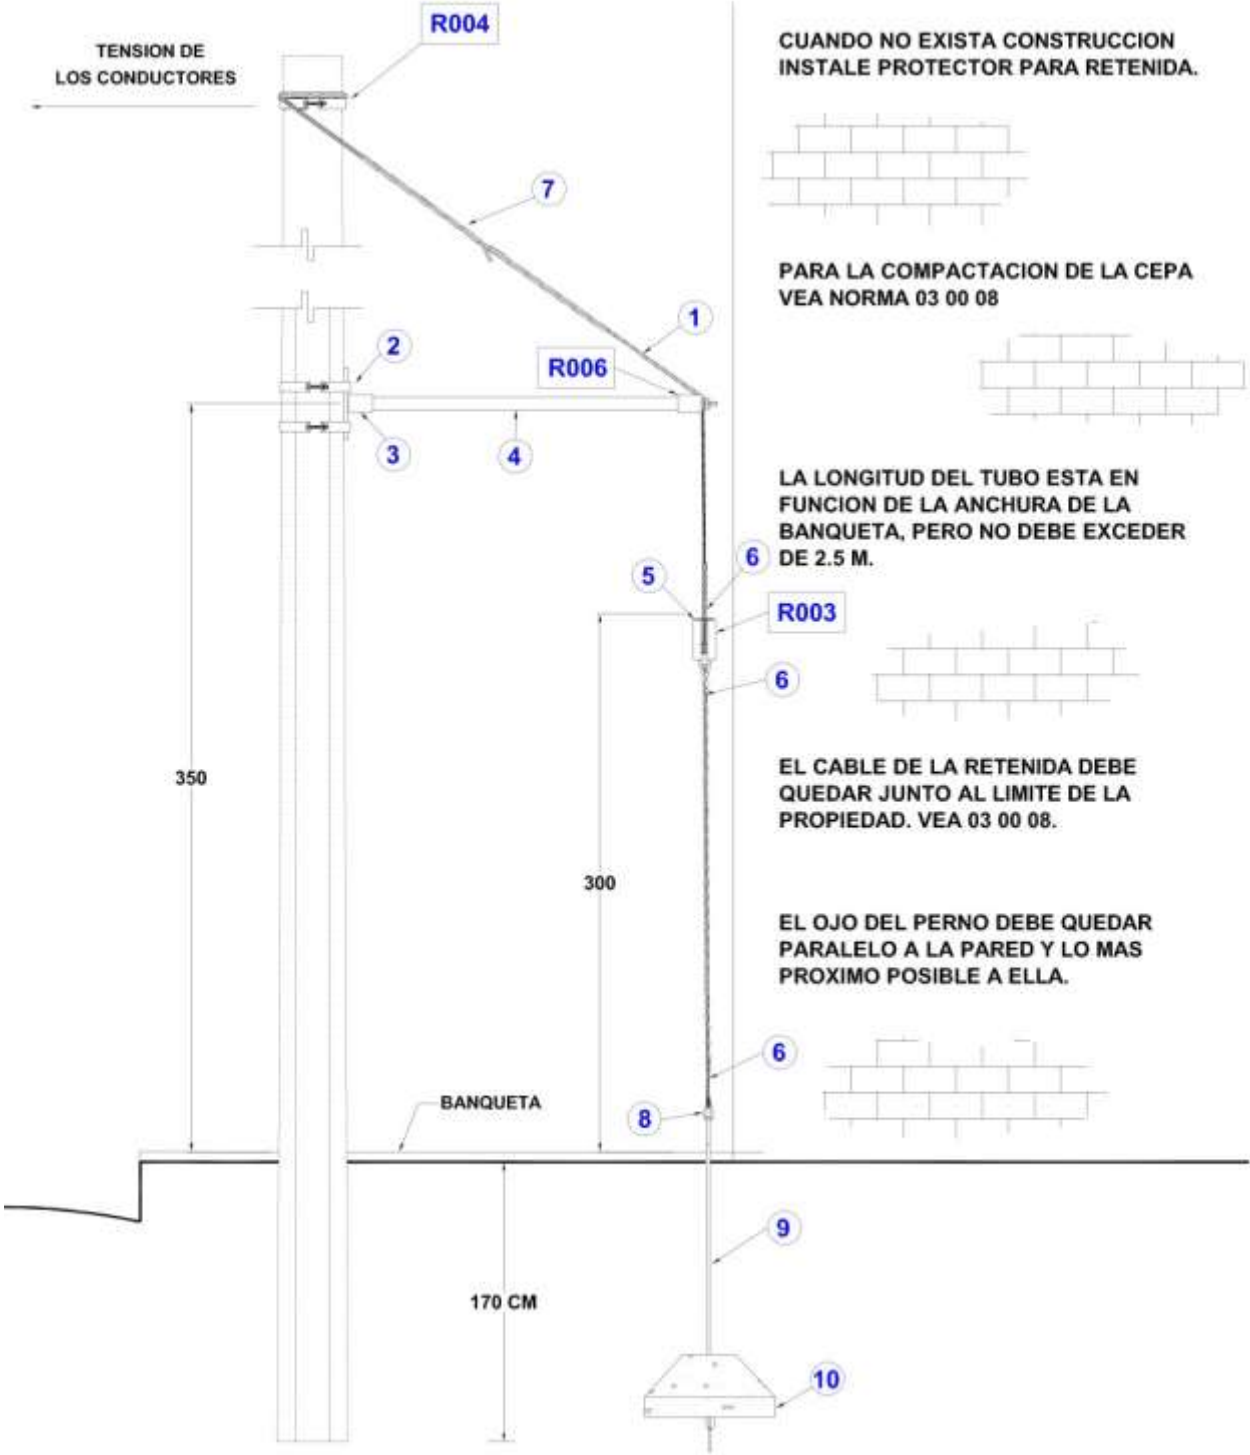 R004
TENSION DE
LOS CONDUCTORES
CUANDO NO EXISTA CONSTRUCCION
INSTALE PROTECTOR PARA RETENIDA.
7
PARA LA COMPACTACION DE LA CEPA
VEA NORMA 03 00 08
1
2
R006
3
4
LA LONGITUD DEL TUBO ESTA EN
FUNCION DE LA ANCHURA DE LA
BANQUETA, PERO NO DEBE EXCEDER
DE 2.5 M.
6
5
R003
6
350
EL CABLE DE LA RETENIDA DEBE
QUEDAR JUNTO AL LIMITE DE LA
PROPIEDAD. VEA 03 00 08.
300
EL OJO DEL PERNO DEBE QUEDAR
PARALELO A LA PARED Y LO MAS
PROXIMO POSIBLE A ELLA.
6
BANQUETA
8
9
170 CM
10